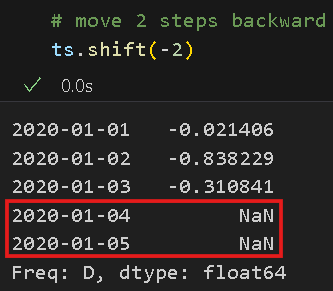 # move 2 steps backward
ts.shift(-2)
0.0s
2020-01-01 -0.021406
2020-01-02 -0.838229
2020-01-03 -0.310841
2020-01-04 NaN
2020-01-05 NaN
Freq: D, dtype: float64